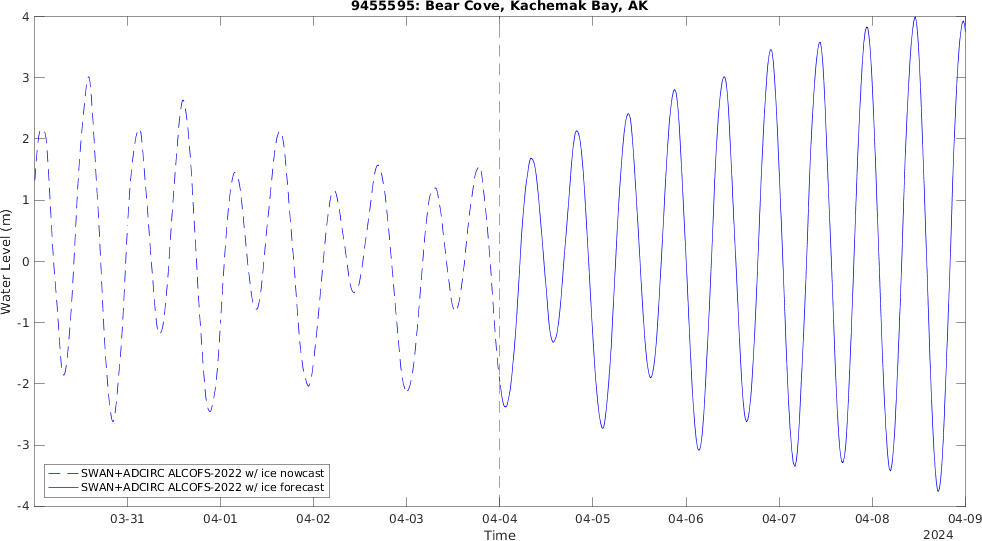 9455595: Bear Cove, Kachemak Bay, AK
4
3
2
1
0
-1
-2
-3
-4
Water Level (m)
SWAN+ADCIRC ALCOFS-2022 w/ ice nowcast
SWAN+ADCIRC ALCOFS-2022 w/ ice forecast
03-31 04-01 04-02 04-03 04-04 04-05 04-06 04-07 04-08 04-09
Time
2024